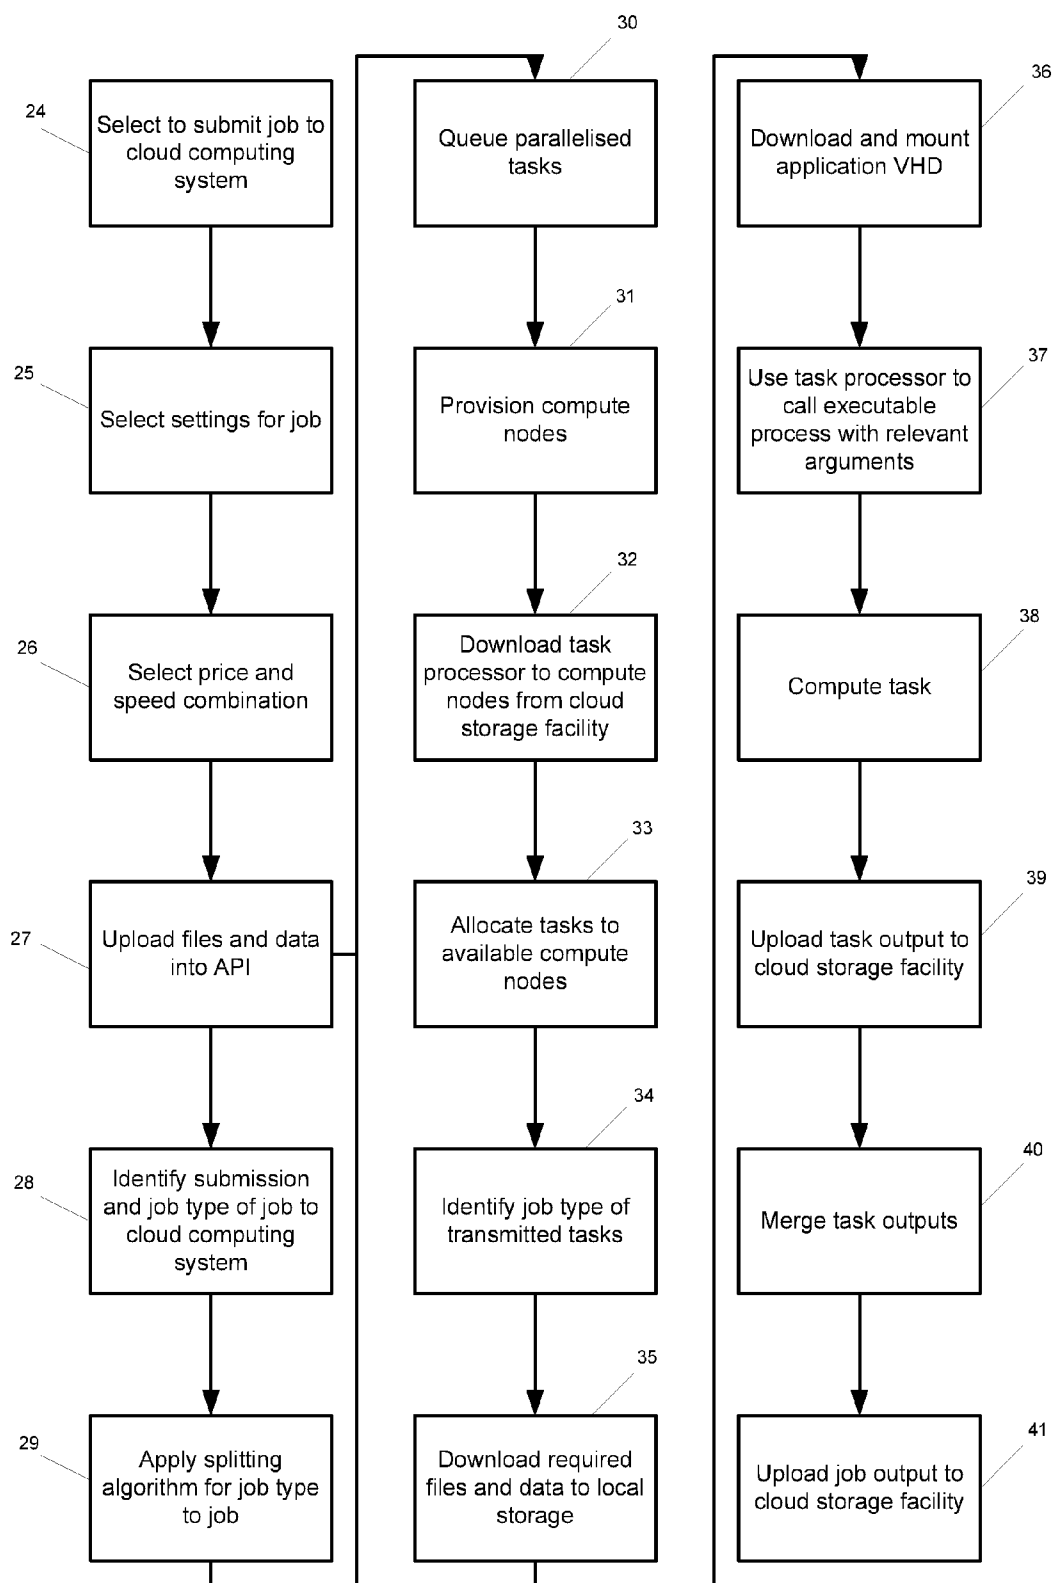 24
Select to submit job to
cloud computing
system
25
Select settings for job
26
Select price and
speed combination
27
Upload files and data
into API
28
Identify submission
and job type of job to
cloud computing
system
29
Apply splitting
algorithm for job type
to job
30
Queue parallelised
tasks
31
Provision compute
nodes
32
Download task
processor to compute
nodes from cloud
storage facility
33
Allocate tasks to
available compute
nodes
34
Identify job type of
transmitted tasks
35
Download required
files and data to local
storage
36
Download and mount
application VHD
37
Use task processor to
call executable
process with relevant
arguments
38
Compute task
39
Upload task output to
cloud storage facility
40
Merge task outputs
41
Upload job output to
cloud storage facility